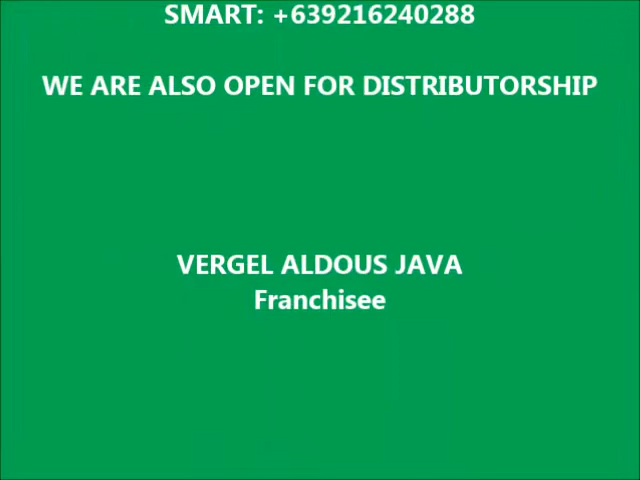 SMART: +639216240288
WE ARE ALSO OPEN FOR DISTRIBUTORSHIP
VERGEL ALDOUS JAVA
Franchisee